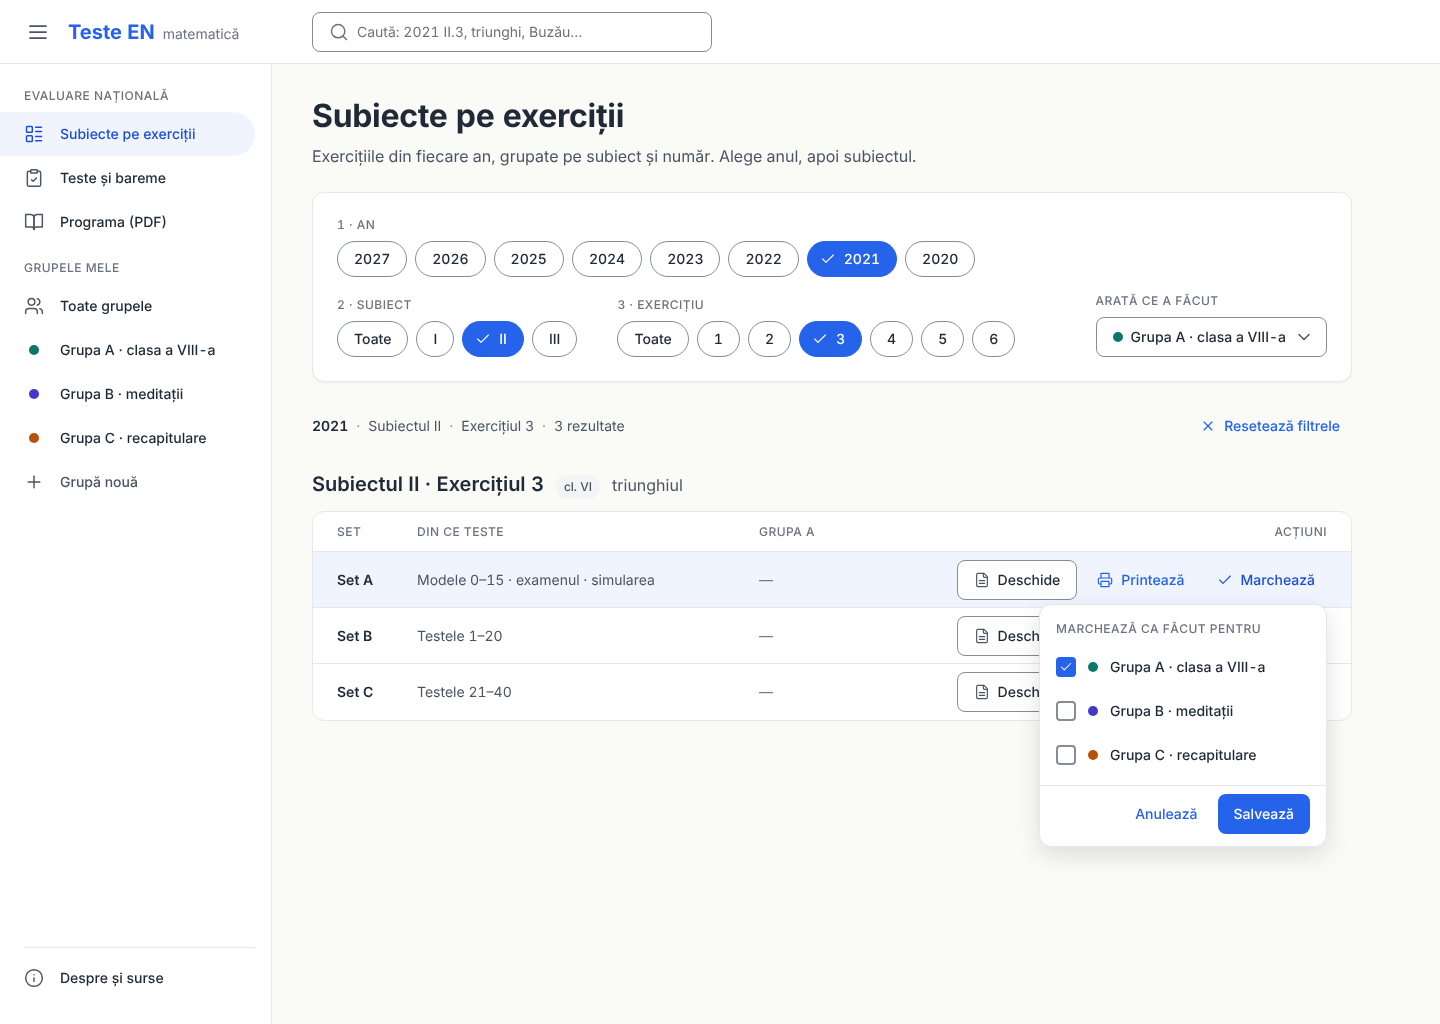 Teste EN matematică
Caută: 2021 II.3, triunghi, Buzău...
EVALUARE NAȚIONALĂ
Subiecte pe exerciții
Teste și bareme
Programa (PDF)
GRUPELE MELE
Toate grupele
Grupa A · clasa a VIII-a
Grupa B · meditații
Grupa C · recapitulare
Grupă nouă
Despre și surse
Subiecte pe exerciții
Exercițiile din fiecare an, grupate pe subiect și număr. Alege anul, apoi subiectul.
1 · AN
2027 2026 2025 2024 2023 2022 2021 2020
2 · SUBIECT
Toate I II III
3 · EXERCIȚIU
Toate 1 2 3 4 5 6
ARATĂ CE A FĂCUT
Grupa A · clasa a VIII-a
2021 · Subiectul II · Exercițiul 3 · 3 rezultate
Resetează filtrele
Subiectul II · Exercițiul 3 cl. VI triunghiul
SET DIN CE TESTE GRUPA A ACȚIUNI
Set A Modele 0–15 · examenul · simularea — Deschide Printează Marchează
Set B Testele 1–20 — Desch
Set C Testele 21–40 — Desch
MARCHEAZĂ CA FĂCUT PENTRU
Grupa A · clasa a VIII-a
Grupa B · meditații
Grupa C · recapitulare
Anulează Salvează